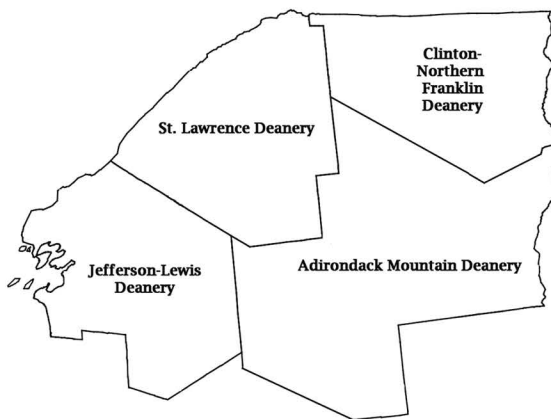 Clinton-
Northern
Franklin
Deanery
St. Lawrence Deanery
Adirondack Mountain Deanery
Jefferson-Lewis
Deanery